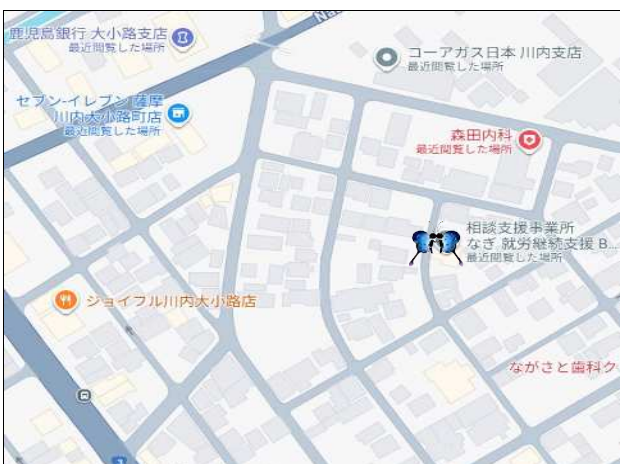 鹿児島銀行 大小路支店
最近閲覧した場所
コーアガス日本 川内支店
最近閲覧した場所
セブン-イレブン 薩摩
川内大小路町店
最近閲覧した場所
森田内科
最近閲覧した場所
相談支援事業所
なぎ 就労継続支援 B...
最近閲覧した場所
ジョイフル川内大小路店
ながさと歯科ク